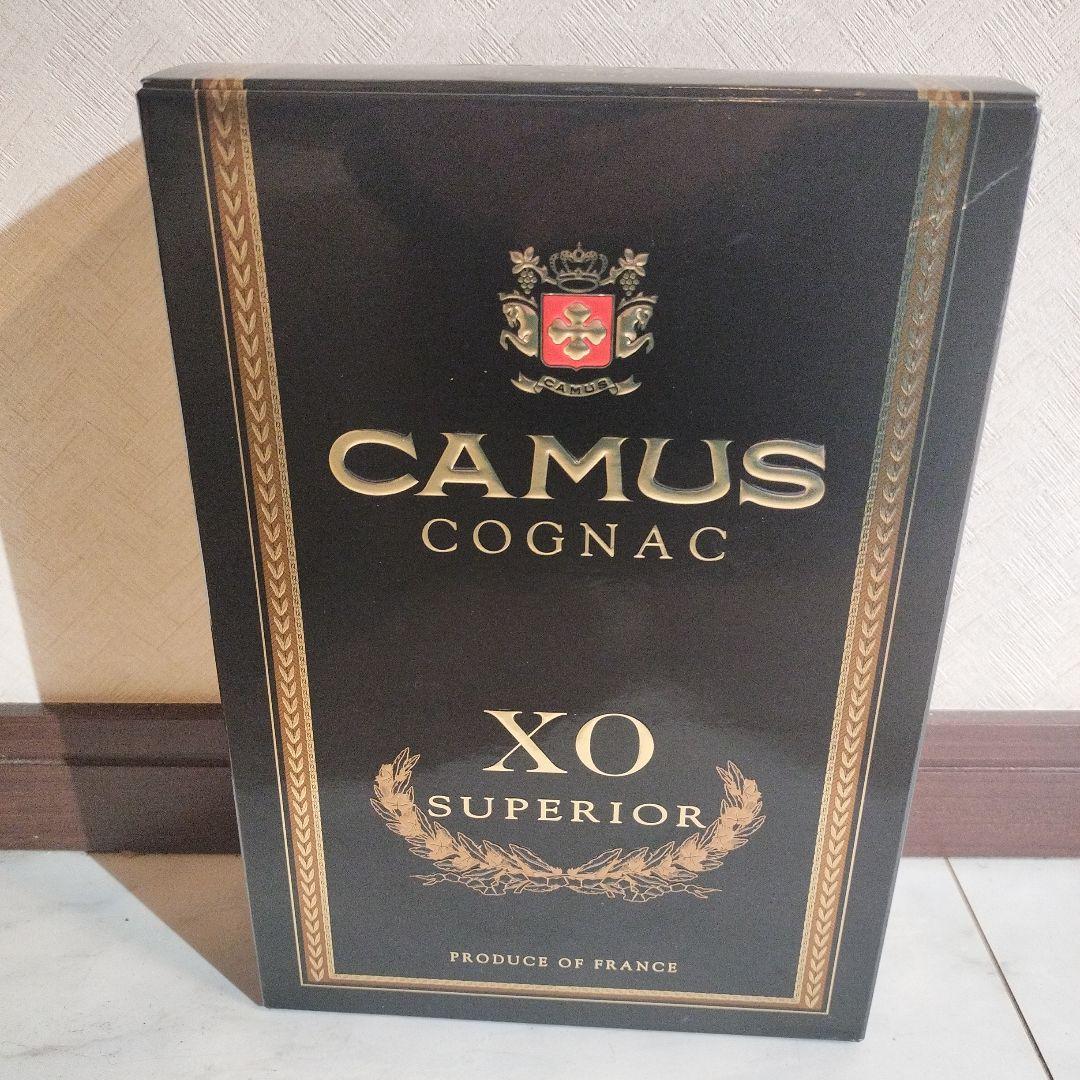 CAMUS
CAMUS
COGNAC
XO
SUPERIOR
PRODUCE OF FRANCE